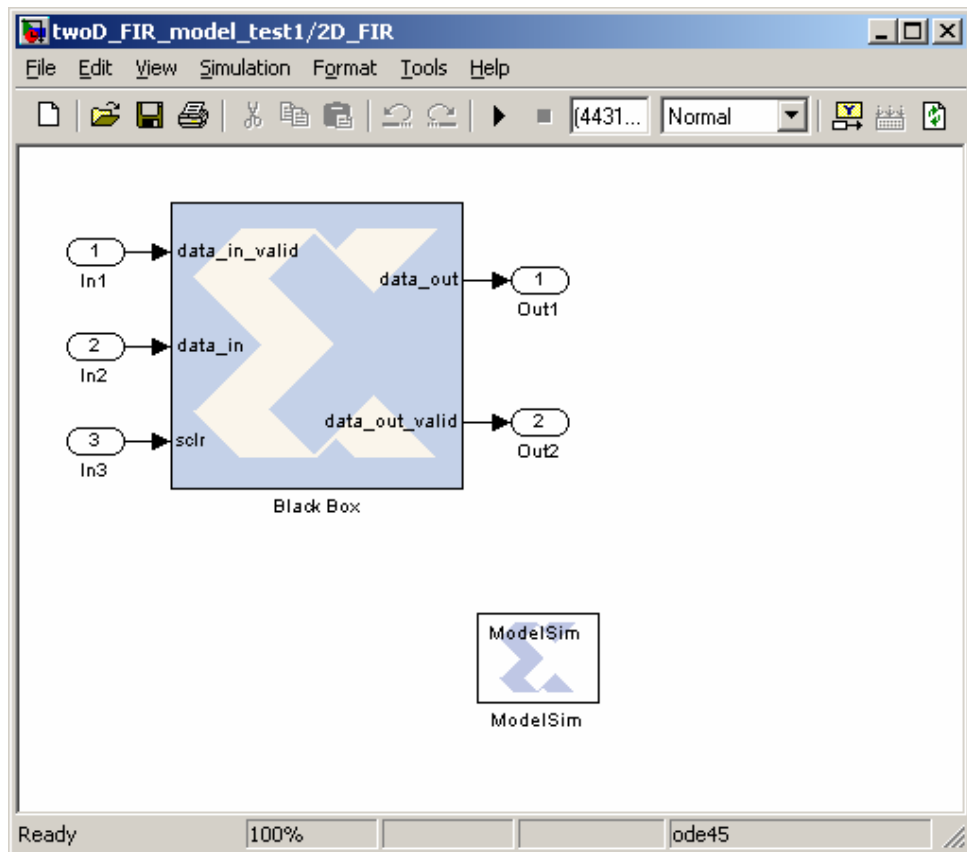 twoD_FIR_model_test1/2D_FIR
File Edit View Simulation Format Tools Help
(4431... Normal
1 data_in_valid
In1
data_out 1
Out1
2 data_in
In2
data_out_valid 2
Out2
3 sclr
In3
Black Box
ModelSim
ModelSim
Ready 100% ode45